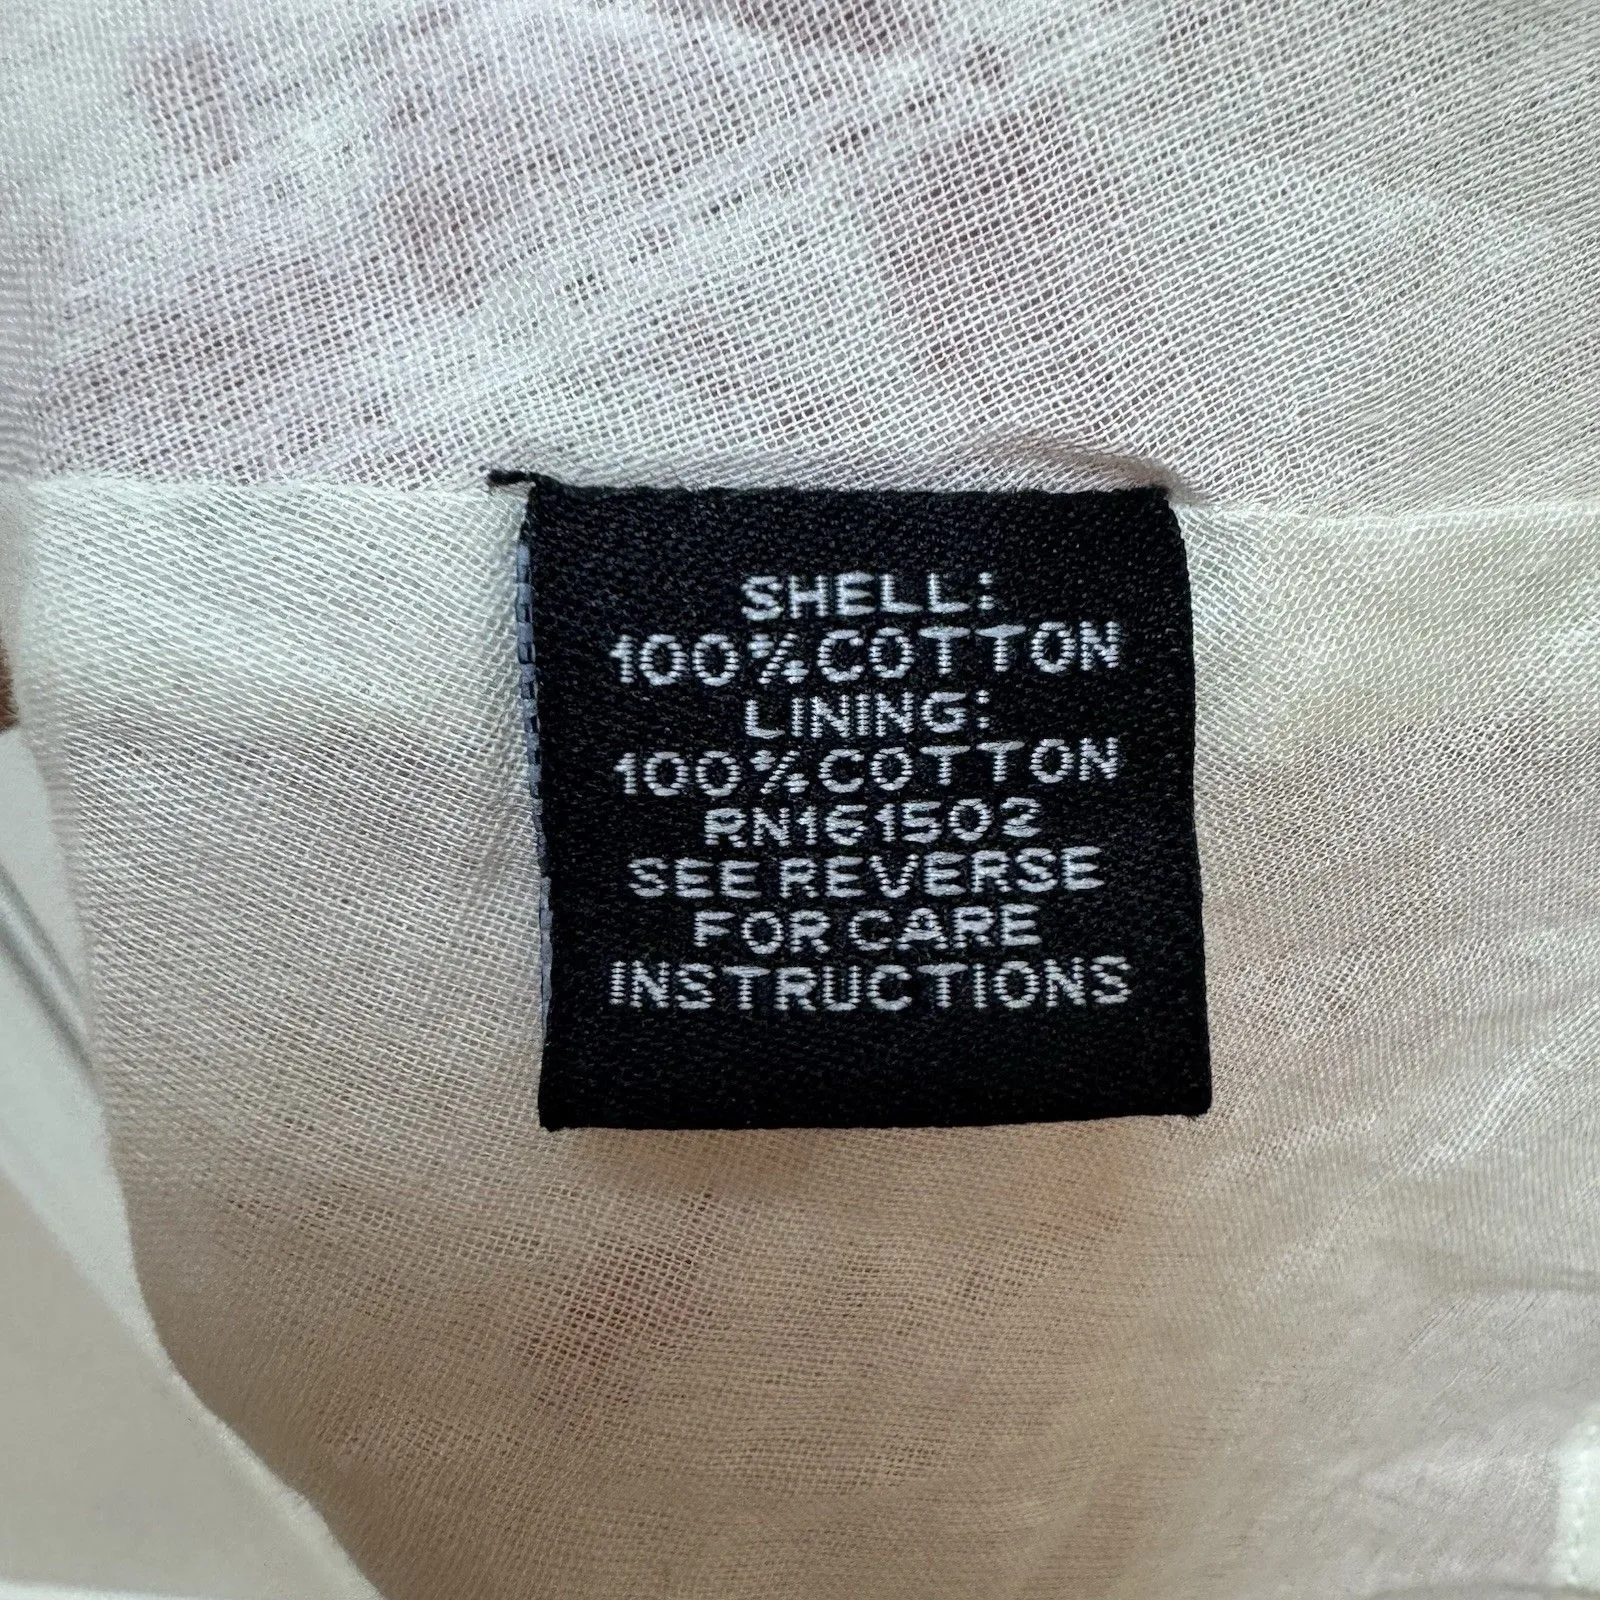 SHELL:
100%COTTON
LINING:
100%COTTON
RN161502
SEE REVERSE
FOR CARE
INSTRUCTIONS